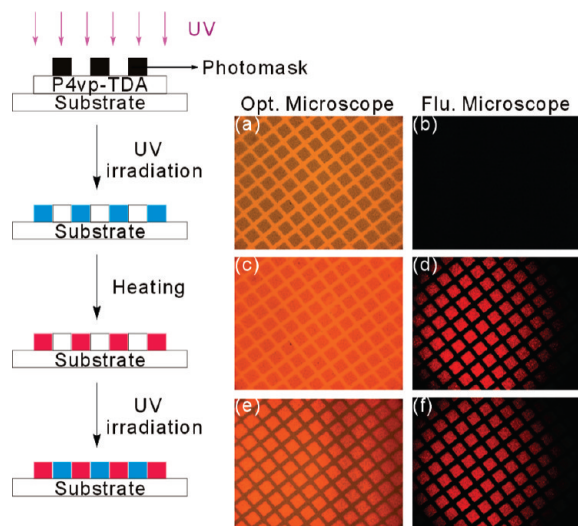 UV
Photomask
P4vp-TDA
Substrate
UV
irradiation
Substrate
Heating
Substrate
UV
irradiation
Substrate
Opt. Microscope
Flu. Microscope
(a)
(b)
(c)
(d)
(e)
(f)